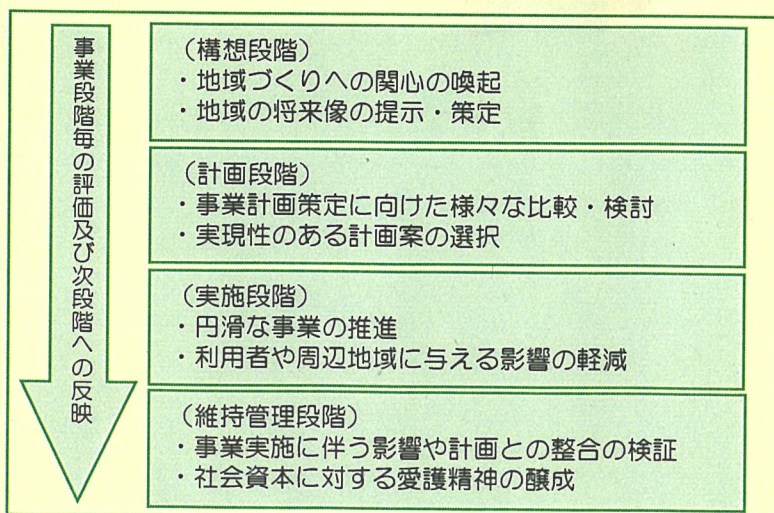 事業段階毎の評価及び次段階への反映
（構想段階）
・地域づくりへの関心の喚起
・地域の将来像の提示・策定
（計画段階）
・事業計画策定に向けた様々な比較・検討
・実現性のある計画案の選択
（実施段階）
・円滑な事業の推進
・利用者や周辺地域に与える影響の軽減
（維持管理段階）
・事業実施に伴う影響や計画との整合の検証
・社会資本に対する愛護精神の醸成